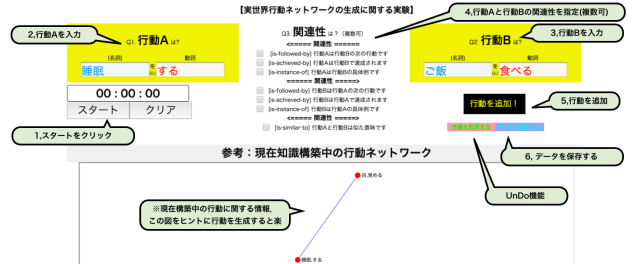 【実世界行動ネットワークの生成に関する実験】
4,行動Aと行動Bの関連性を指定(複数可)
2,行動Aを入力
3,行動Bを入力
Q1. 行動A は?
(名詞) 動詞
睡眠 を する
00 : 00 : 00
スタート クリア
1,スタートをクリック
Q3. 関連性 は? (複数可)
<====== 関連性 ======
[is-followed-by] 行動Aは行動Bの次の行動です
[is-achieved-by] 行動Aは行動Bで達成されます
[is-instance-of] 行動Aは行動Bの具体例です
====== 関連性 ======>
[is-followed-by] 行動Bは行動Aの次の行動です
[is-achieved-by] 行動Bは行動Aで達成されます
[is-instance-of] 行動Bは行動Aの具体例です
<===== 関連性 =====>
[is-similar-to] 行動Aと行動Bは似た意味です
Q2. 行動B は?
(名詞) 動詞
ご飯 を 食べる
行動を追加!
5,行動を追加
6, データを保存する
UnDo機能
参考:現在知識構築中の行動ネットワーク
目,覚める
※現在構築中の行動に関する情報,
この図をヒントに行動を生成すると楽
睡眠,する